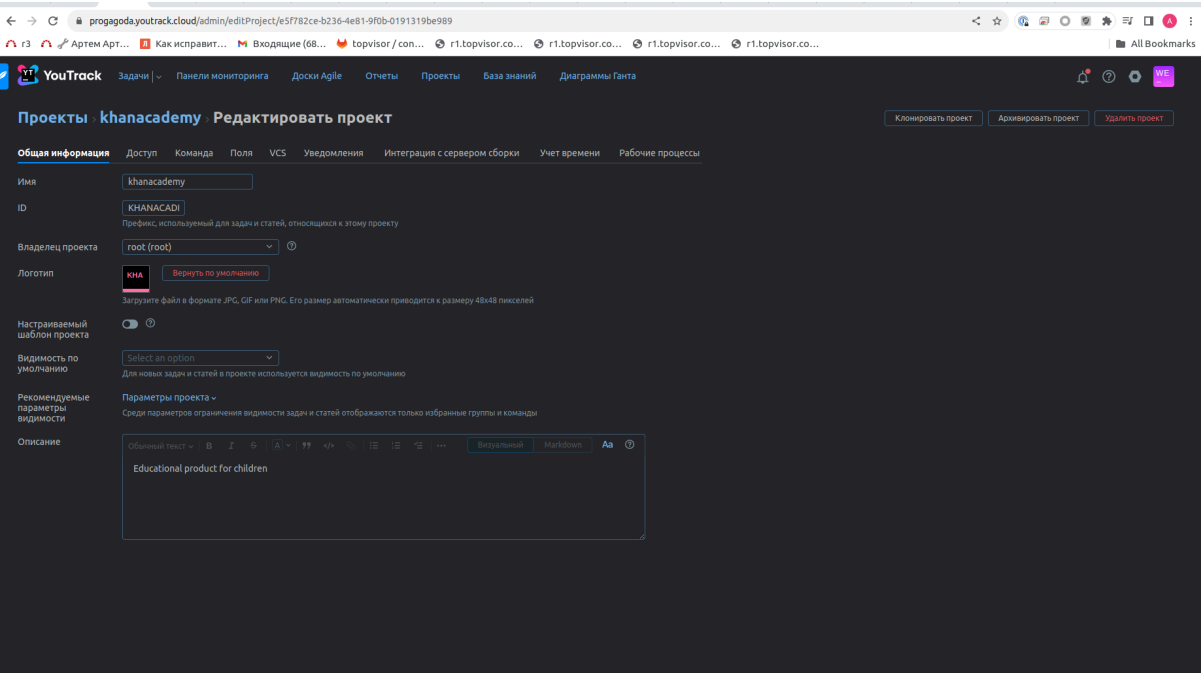 progagoda.youtrack.cloud/admin/editProject/e5f782ce-b236-4e81-9f0b-0191319be989
A
r3 Артем Арт... Как исправит... Входящие (68... topvisor / con... r1.topvisor.co... r1.topvisor.co... r1.topvisor.co... r1.topvisor.co... All Bookmarks
YT YouTrack Задачи Панели мониторинга Доски Agile Отчеты Проекты База знаний Диаграммы Ганта WE
Проекты › khanacademy › Редактировать проект Клонировать проект Архивировать проект Удалить проект
Общая информация Доступ Команда Поля VCS Уведомления Интеграция с сервером сборки Учет времени Рабочие процессы
Имя khanacademy
ID KHANACADI
Префикс, используемый для задач и статей, относящихся к этому проекту
Владелец проекта root (root)
Логотип KHA Вернуть по умолчанию
Загрузите файл в формате JPG, GIF или PNG. Его размер автоматически приводится к размеру 48x48 пикселей
Настраиваемый
шаблон проекта
Видимость по
умолчанию
Select an option
Для новых задач и статей в проекте используется видимость по умолчанию
Рекомендуемые
параметры
видимости
Параметры проекта
Среди параметров ограничения видимости задач и статей отображаются только избранные группы и команды
Описание
Обычный текст B I S A Визуальный Markdown Aa
Educational product for children